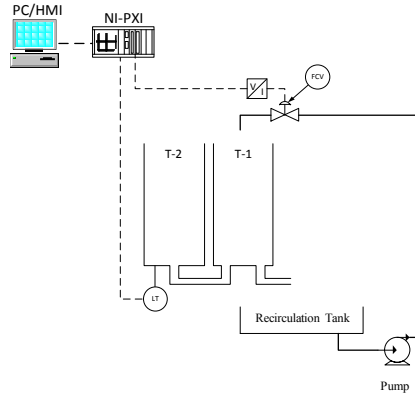 PC/HMI
NI-PXI
V
I
FCV
T-2
T-1
LT
Recirculation Tank
Pump